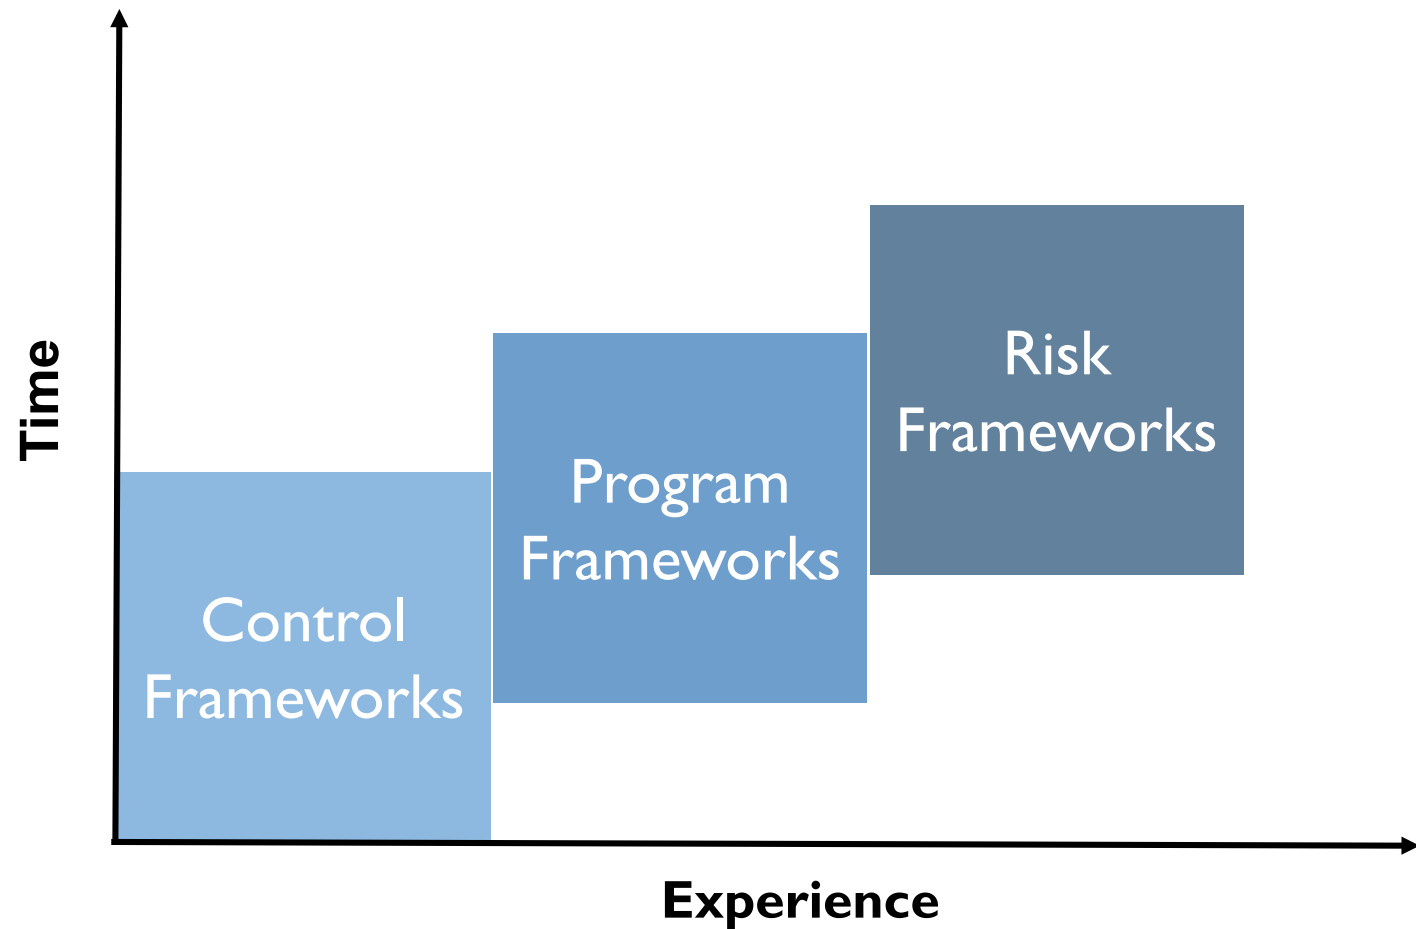 Time
Control
Frameworks
Program
Frameworks
Risk
Frameworks
Experience